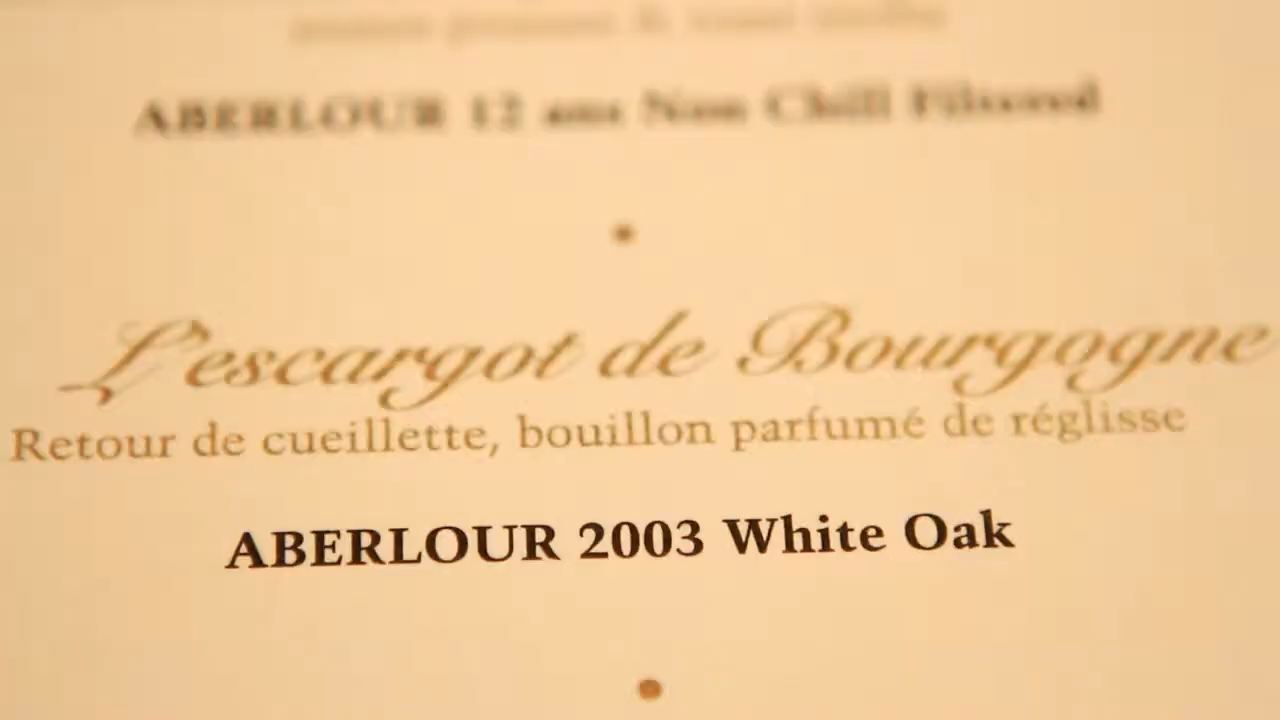 ABERLOUR 12 ans Non Chill Filtered
L'escargot de Bourgogne
Retour de cueillette, bouillon parfumé de réglisse
ABERLOUR 2003 White Oak